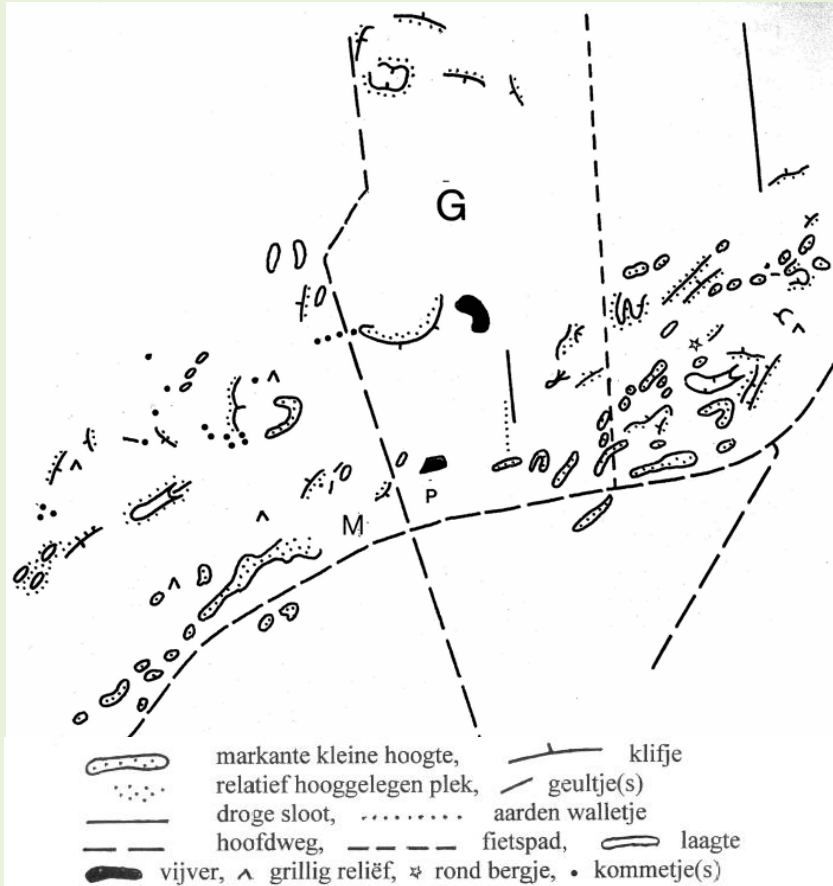 G
P
M
markante kleine hoogte, klifje
relatief hooggelegen plek, geultje(s)
droge sloot, aarden walletje
hoofdweg, fietspad, laagte
vijver, grillig reliëf, rond bergje, kommetje(s)